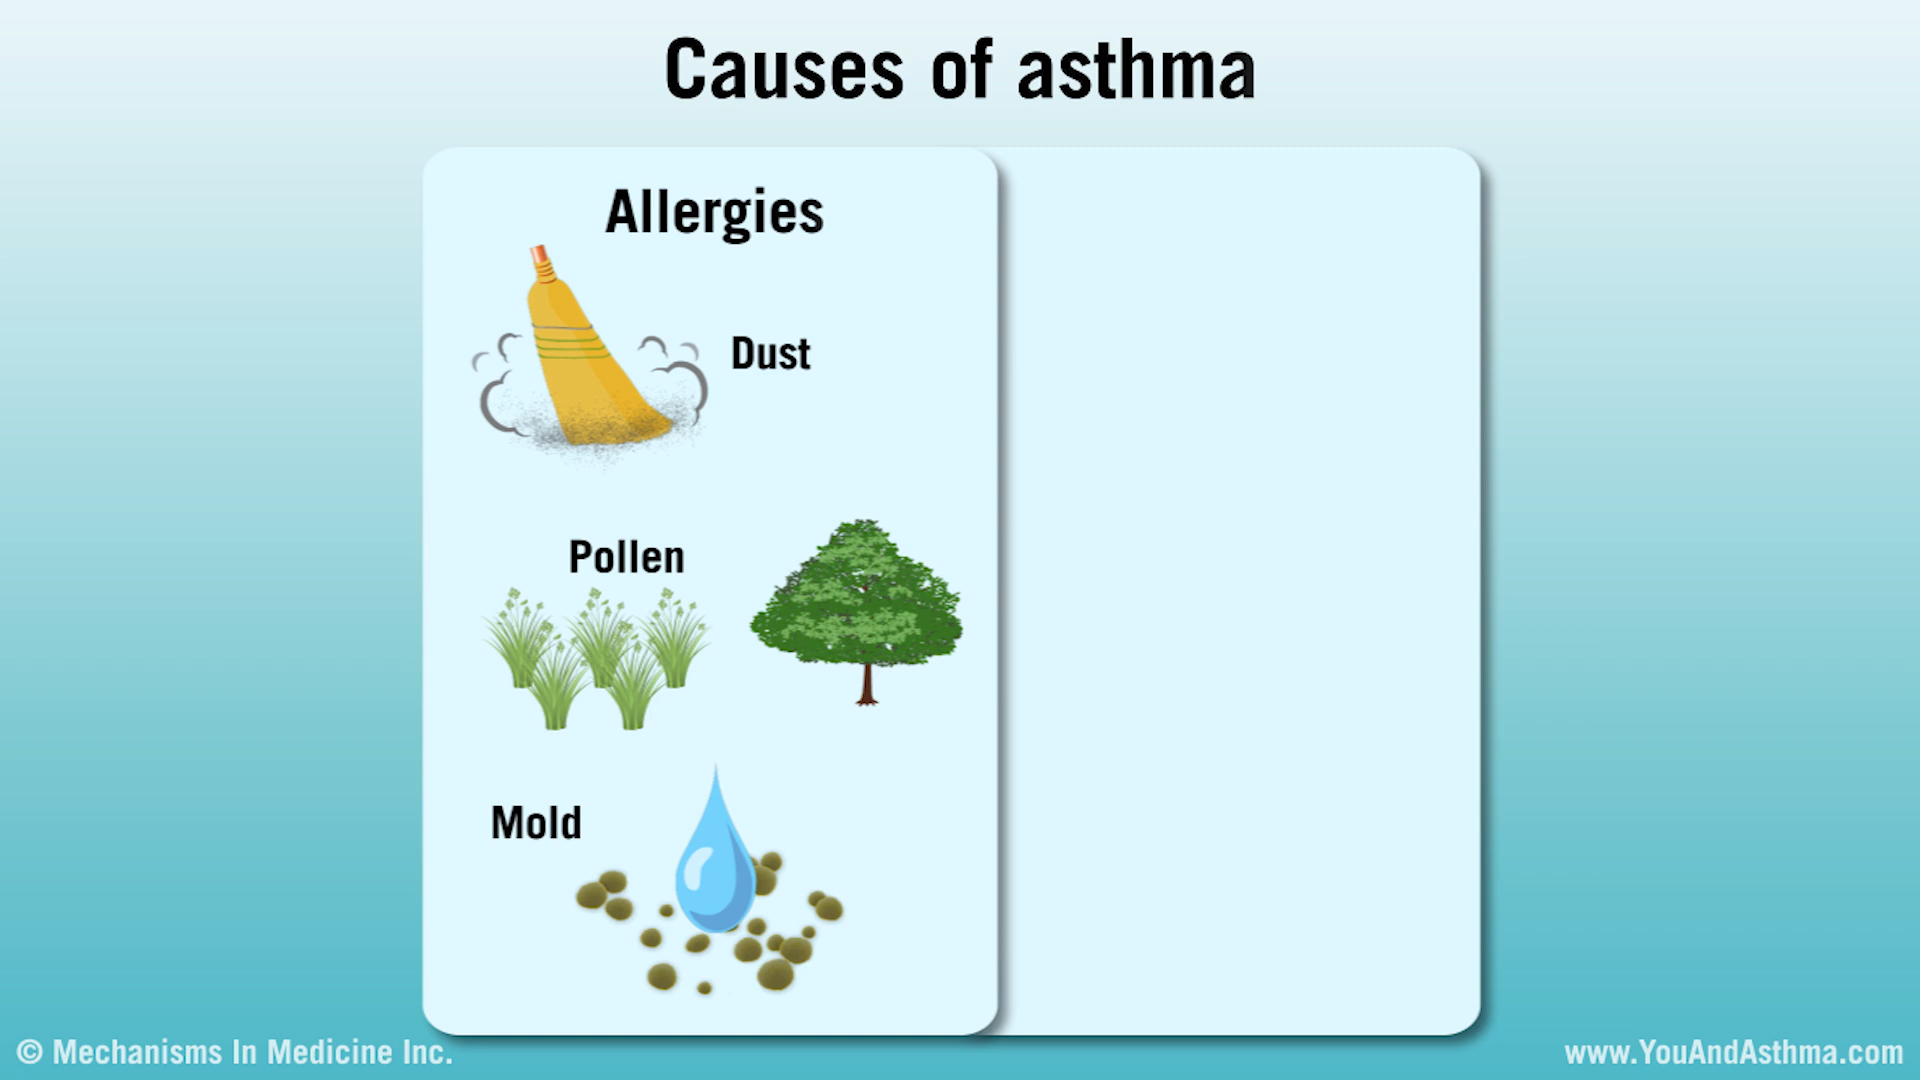 Causes of asthma
Allergies
Dust
Pollen
Mold
© Mechanisms In Medicine Inc.
www.YouAndAsthma.com